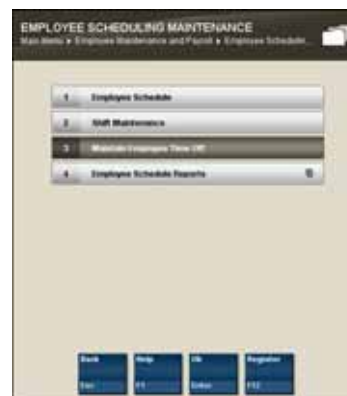 EMPLOYEE SCHEDULING MAINTENANCE
Main Menu ▸ Employee Maintenance and Payroll ▸ Employee Schedulin...
1 Employee Schedule
2 Shift Maintenance
3 Maintain Employee Time Off
4 Employee Schedule Reports
Back Help Ok Register
Esc F1 Enter F12